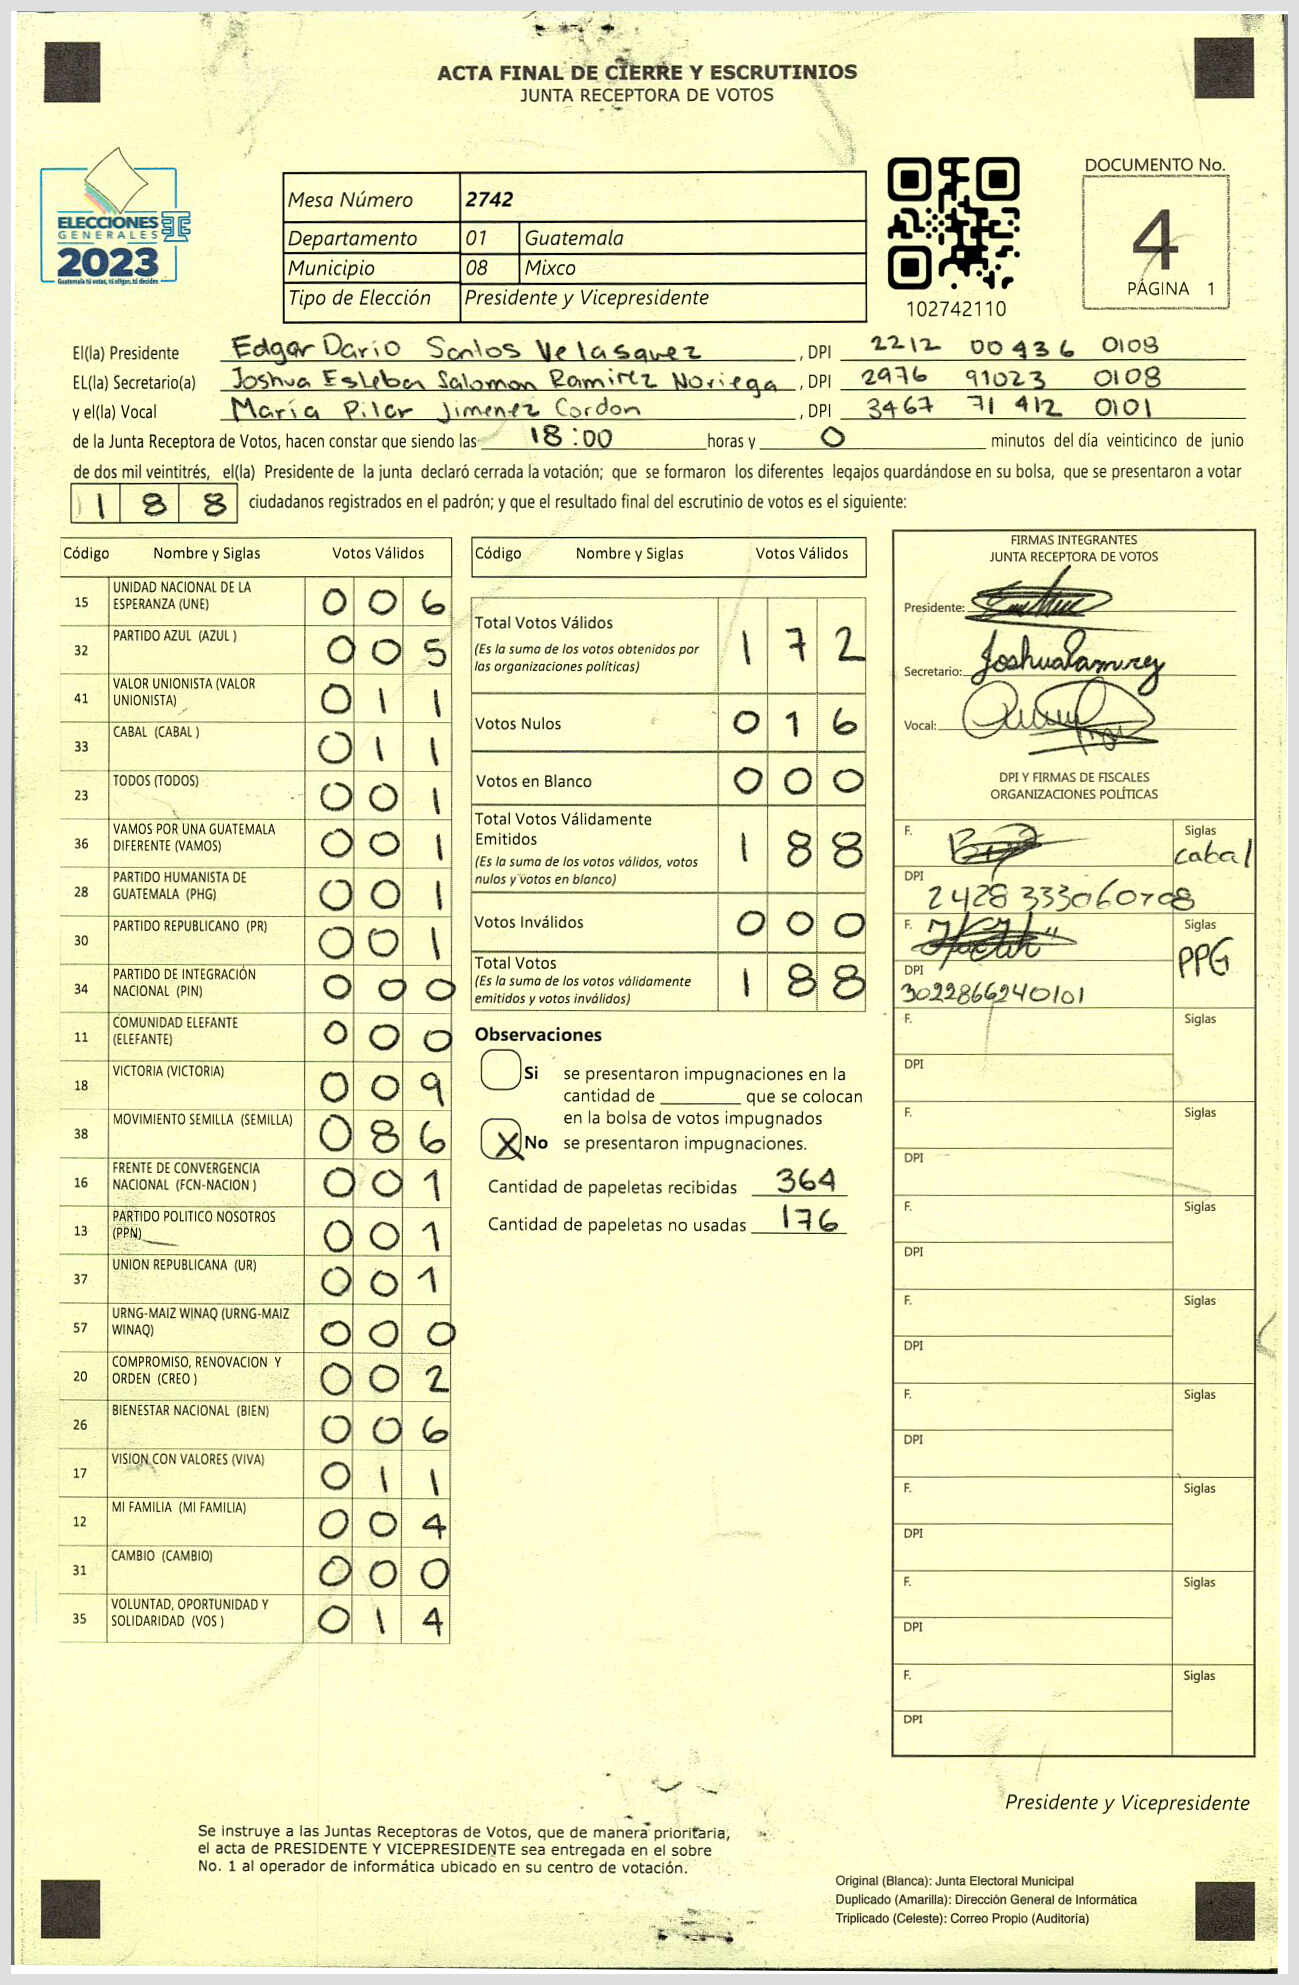 ACTA FINAL DE CIERRE Y ESCRUTINIOS
JUNTA RECEPTORA DE VOTOS
ELECCIONES
GENERALES
2023
Guatemala tú votas, tú eliges, tú decides
Mesa Número 2742
Departamento 01 Guatemala
Municipio 08 Mixco
Tipo de Elección Presidente y Vicepresidente
102742110
DOCUMENTO No.
4
PÁGINA 1
El(la) Presidente Edgar Dario Santos Velasquez , DPI 2212 00436 0108
EL(la) Secretario(a) Joshua Esteban Salomon Ramirez Noriega , DPI 2976 91023 0108
y el(la) Vocal María Pilar Jimenez Cordon , DPI 3467 71412 0101
de la Junta Receptora de Votos, hacen constar que siendo las 18:00 horas y 0 minutos del día veinticinco de junio
de dos mil veintitrés, el(la) Presidente de la junta declaró cerrada la votación; que se formaron los diferentes legajos guardándose en su bolsa, que se presentaron a votar
188 ciudadanos registrados en el padrón; y que el resultado final del escrutinio de votos es el siguiente:
Código Nombre y Siglas Votos Válidos
15 UNIDAD NACIONAL DE LA ESPERANZA (UNE) 0 0 6
32 PARTIDO AZUL (AZUL ) 0 0 5
41 VALOR UNIONISTA (VALOR UNIONISTA) 0 1 1
33 CABAL (CABAL ) 0 1 1
23 TODOS (TODOS) 0 0 1
36 VAMOS POR UNA GUATEMALA DIFERENTE (VAMOS) 0 0 1
28 PARTIDO HUMANISTA DE GUATEMALA (PHG) 0 0 1
30 PARTIDO REPUBLICANO (PR) 0 0 1
34 PARTIDO DE INTEGRACIÓN NACIONAL (PIN) 0 0 0
11 COMUNIDAD ELEFANTE (ELEFANTE) 0 0 0
18 VICTORIA (VICTORIA) 0 0 9
38 MOVIMIENTO SEMILLA (SEMILLA) 0 8 6
16 FRENTE DE CONVERGENCIA NACIONAL (FCN-NACION ) 0 0 1
13 PARTIDO POLITICO NOSOTROS (PPN) 0 0 1
37 UNION REPUBLICANA (UR) 0 0 1
57 URNG-MAIZ WINAQ (URNG-MAIZ WINAQ) 0 0 0
20 COMPROMISO, RENOVACION Y ORDEN (CREO ) 0 0 2
26 BIENESTAR NACIONAL (BIEN) 0 0 6
17 VISION CON VALORES (VIVA) 0 1 1
12 MI FAMILIA (MI FAMILIA) 0 0 4
31 CAMBIO (CAMBIO) 0 0 0
35 VOLUNTAD, OPORTUNIDAD Y SOLIDARIDAD (VOS ) 0 1 4
Código Nombre y Siglas Votos Válidos
Total Votos Válidos 1 7 2
(Es la suma de los votos obtenidos por
las organizaciones políticas)
Votos Nulos 0 1 6
Votos en Blanco 0 0 0
Total Votos Válidamente
Emitidos 1 8 8
(Es la suma de los votos válidos, votos
nulos y votos en blanco)
Votos Inválidos 0 0 0
Total Votos 1 8 8
(Es la suma de los votos válidamente
emitidos y votos inválidos)
Observaciones
Si se presentaron impugnaciones en la
cantidad de ________ que se colocan
en la bolsa de votos impugnados
X No se presentaron impugnaciones.
Cantidad de papeletas recibidas 364
Cantidad de papeletas no usadas 176
FIRMAS INTEGRANTES
JUNTA RECEPTORA DE VOTOS
Presidente:
Secretario: Joshua Ramirez
Vocal:
DPI Y FIRMAS DE FISCALES
ORGANIZACIONES POLÍTICAS
F. Siglas
cabal
DPI
2428 333060708
F. Siglas
PPG
DPI
3022866240101
F. Siglas
DPI
F. Siglas
DPI
F. Siglas
DPI
F. Siglas
DPI
F. Siglas
DPI
F. Siglas
DPI
F. Siglas
DPI
F. Siglas
DPI
Presidente y Vicepresidente
Se instruye a las Juntas Receptoras de Votos, que de manera prioritaria,
el acta de PRESIDENTE Y VICEPRESIDENTE sea entregada en el sobre
No. 1 al operador de informática ubicado en su centro de votación.
Original (Blanca): Junta Electoral Municipal
Duplicado (Amarilla): Dirección General de Informática
Triplicado (Celeste): Correo Propio (Auditoría)